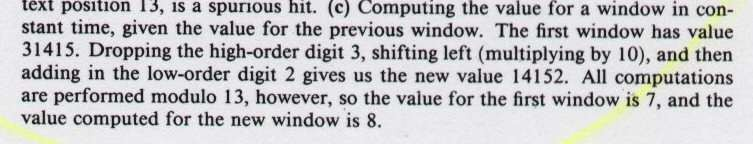 text position 13, is a spurious hit. (c) Computing the value for a window in con-
stant time, given the value for the previous window. The first window has value
31415. Dropping the high-order digit 3, shifting left (multiplying by 10), and then
adding in the low-order digit 2 gives us the new value 14152. All computations
are performed modulo 13, however, so the value for the first window is 7, and the
value computed for the new window is 8.